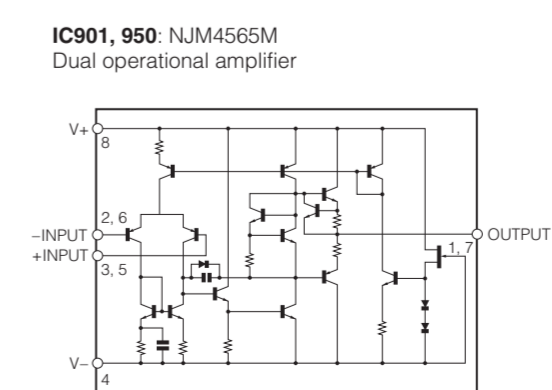 IC901, 950: NJM4565M
Dual operational amplifier
V+
8
2, 6
−INPUT
+INPUT
3, 5
1, 7
OUTPUT
V−
4